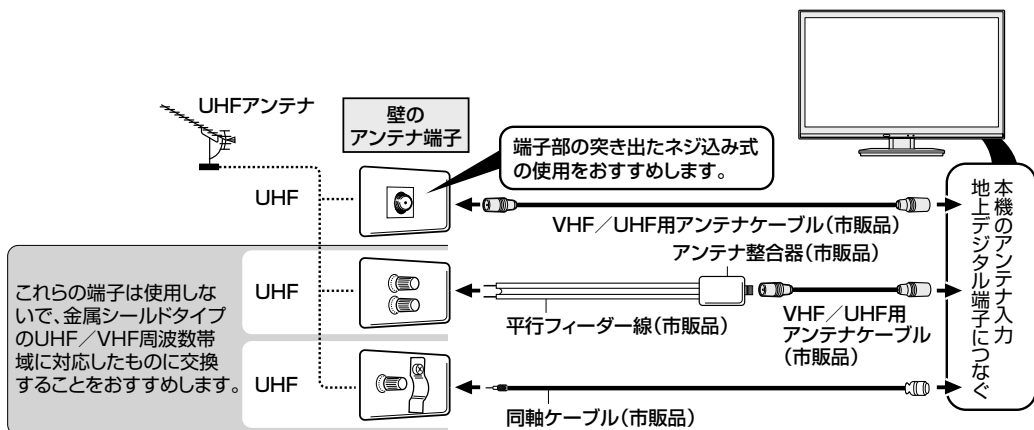 UHFアンテナ
壁の
アンテナ端子
端子部の突き出たネジ込み式
の使用をおすすめします。
UHF
VHF／UHF用アンテナケーブル（市販品）
アンテナ整合器（市販品）
これらの端子は使用しな
いで、金属シールドタイプ
のUHF／VHF周波数帯
域に対応したものに交換
することをおすすめします。
UHF
平行フィーダー線（市販品）
VHF／UHF用
アンテナケーブル
（市販品）
UHF
同軸ケーブル（市販品）
本機のアンテナ入力
地上デジタル端子につなぐ